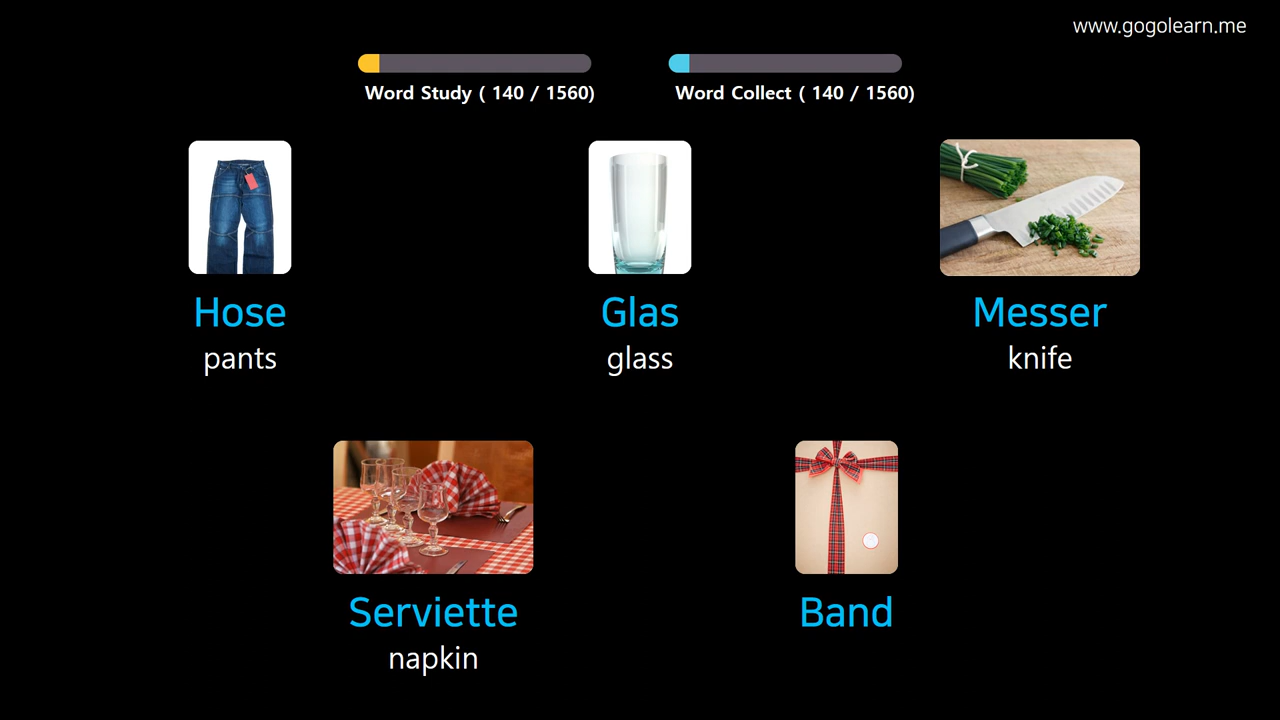 www.gogolearn.me
Word Study ( 140 / 1560)
Word Collect ( 140 / 1560)
Hose
pants
Glas
glass
Messer
knife
Serviette
napkin
Band